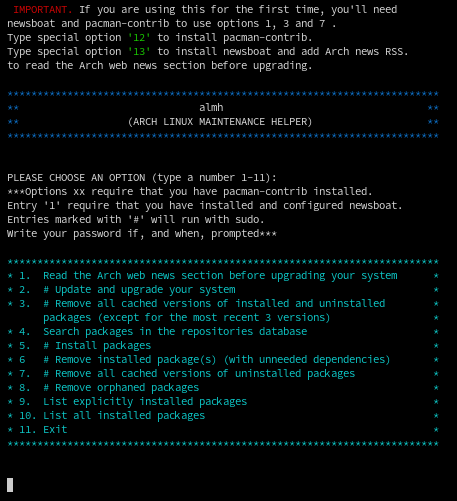 IMPORTANT. If you are using this for the first time, you'll need
newsboat and pacman-contrib to use options 1, 3 and 7 .
Type special option '12' to install pacman-contrib.
Type special option '13' to install newsboat and add Arch news RSS.
to read the Arch web news section before upgrading.
************************************************************************
** almh **
** (ARCH LINUX MAINTENANCE HELPER) **
************************************************************************
PLEASE CHOOSE AN OPTION (type a number 1-11):
***Options xx require that you have pacman-contrib installed.
Entry '1' require that you have installed and configured newsboat.
Entries marked with '#' will run with sudo.
Write your password if, and when, prompted***
************************************************************************
* 1. Read the Arch web news section before upgrading your system *
* 2. # Update and upgrade your system *
* 3. # Remove all cached versions of installed and uninstalled
packages (except for the most recent 3 versions) *
* 4. Search packages in the repositories database *
* 5. # Install packages *
* 6 # Remove installed package(s) (with unneeded dependencies) *
* 7. # Remove all cached versions of uninstalled packages *
* 8. # Remove orphaned packages *
* 9. List explicitly installed packages *
* 10. List all installed packages *
* 11. Exit *
************************************************************************